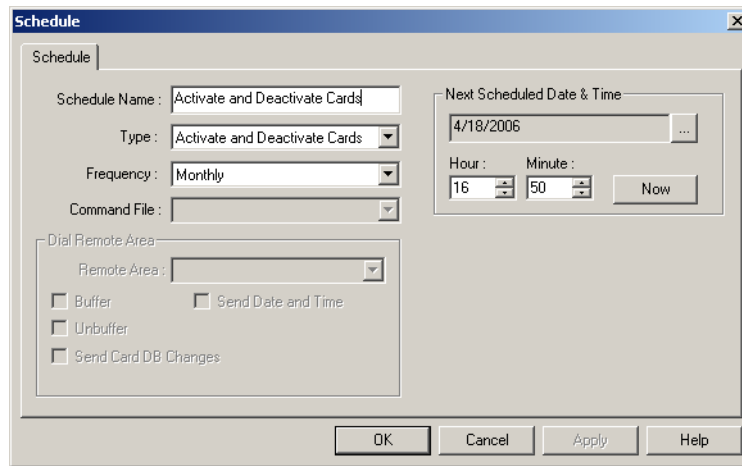 Schedule
Schedule
Schedule Name : Activate and Deactivate Cards
Type : Activate and Deactivate Cards
Frequency : Monthly
Command File :
Dial Remote Area
Remote Area :
Buffer Send Date and Time
Unbuffer
Send Card DB Changes
Next Scheduled Date & Time
4/18/2006 ...
Hour : Minute :
16 50 Now
OK Cancel Apply Help